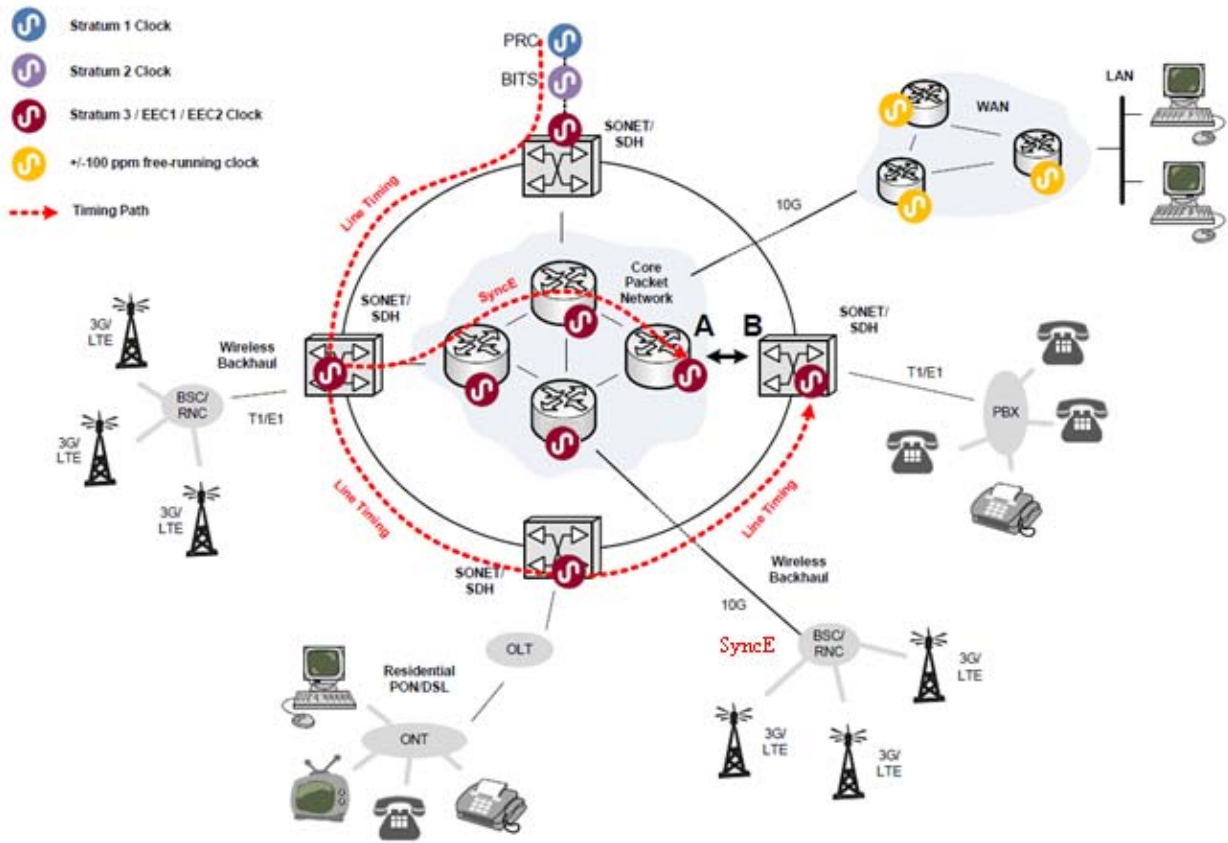 Stratum 1 Clock
Stratum 2 Clock
Stratum 3 / EEC1 / EEC2 Clock
+/-100 ppm free-running clock
Timing Path
PRC
BITS
SONET/
SDH
Line Timing
WAN
LAN
10G
Core
Packet
Network
SyncE
SONET/
SDH
A
B
SONET/
SDH
3G/
LTE
Wireless
Backhaul
BSC/
RNC
T1/E1
3G/
LTE
3G/
LTE
T1/E1
PBX
Line Timing
Line Timing
SONET/
SDH
Wireless
Backhaul
10G
SyncE
BSC/
RNC
3G/
LTE
3G/
LTE
3G/
LTE
OLT
Residential
PON/DSL
ONT